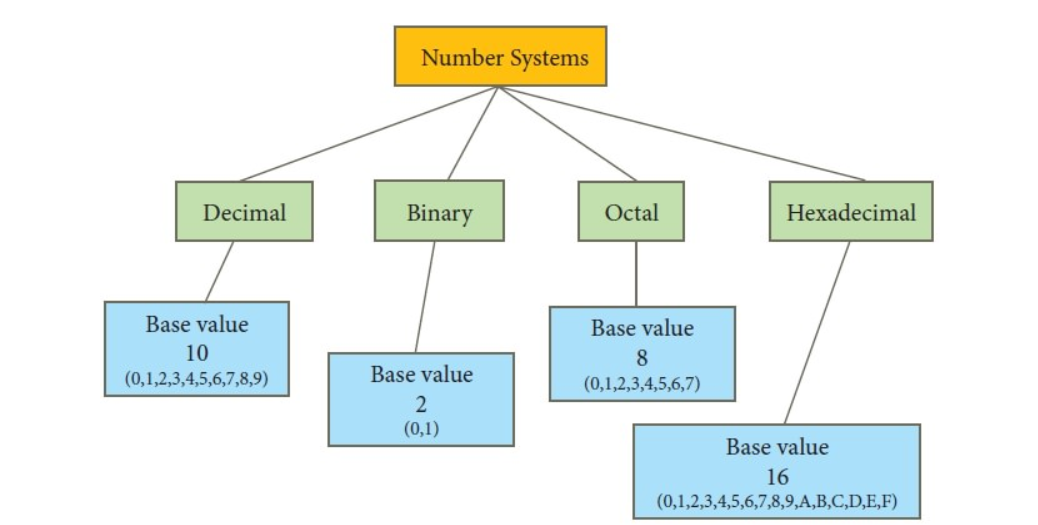 Number Systems
Decimal
Binary
Octal
Hexadecimal
Base value
10
(0,1,2,3,4,5,6,7,8,9)
Base value
2
(0,1)
Base value
8
(0,1,2,3,4,5,6,7)
Base value
16
(0,1,2,3,4,5,6,7,8,9,A,B,C,D,E,F)